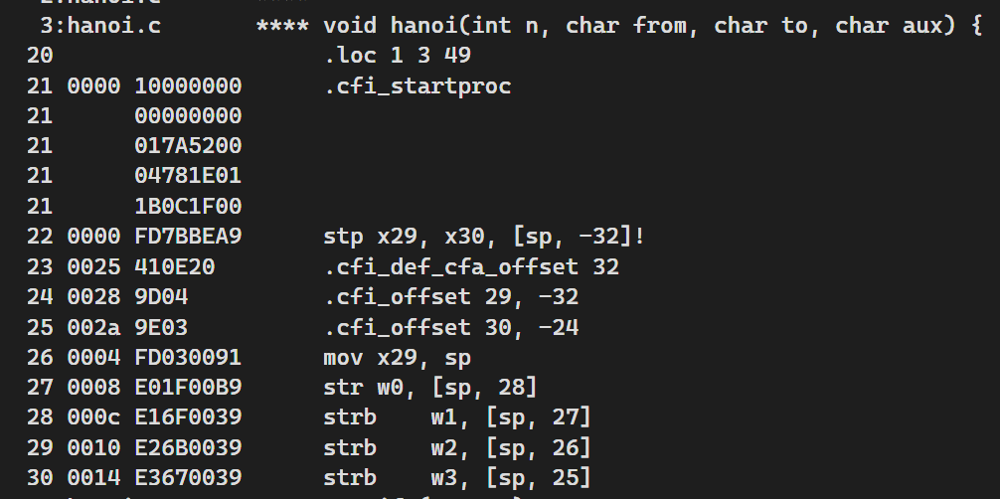 2:hanoi.c ****
3:hanoi.c **** void hanoi(int n, char from, char to, char aux) {
20 .loc 1 3 49
21 0000 10000000 .cfi_startproc
21 00000000
21 017A5200
21 04781E01
21 1B0C1F00
22 0000 FD7BBEA9 stp x29, x30, [sp, -32]!
23 0025 410E20 .cfi_def_cfa_offset 32
24 0028 9D04 .cfi_offset 29, -32
25 002a 9E03 .cfi_offset 30, -24
26 0004 FD030091 mov x29, sp
27 0008 E01F00B9 str w0, [sp, 28]
28 000c E16F0039 strb w1, [sp, 27]
29 0010 E26B0039 strb w2, [sp, 26]
30 0014 E3670039 strb w3, [sp, 25]